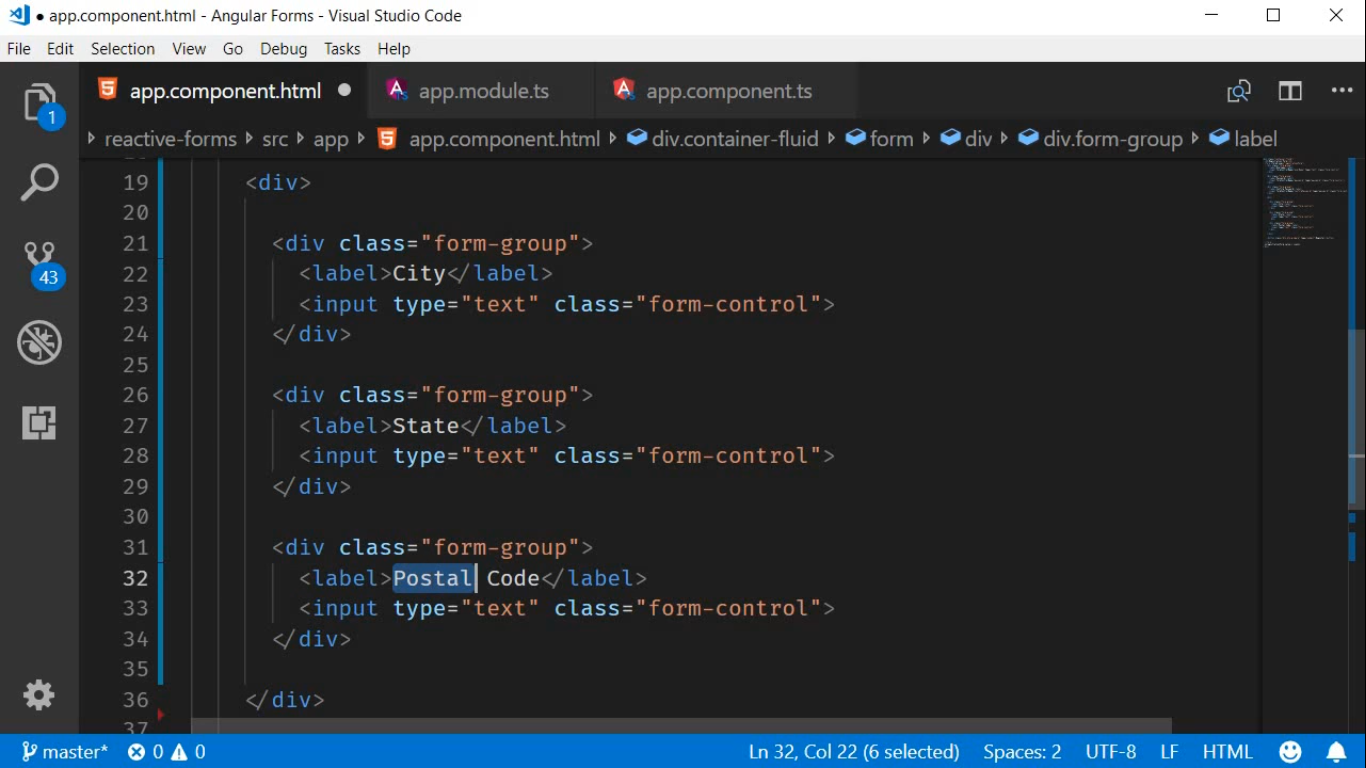 app.component.html - Angular Forms - Visual Studio Code
File Edit Selection View Go Debug Tasks Help
1 app.component.html app.module.ts app.component.ts
reactive-forms src app app.component.html div.container-fluid form div div.form-group label
19 <div>
20
21 <div class="form-group">
22 <label>City</label>
23 <input type="text" class="form-control">
24 </div>
25
26 <div class="form-group">
27 <label>State</label>
28 <input type="text" class="form-control">
29 </div>
30
31 <div class="form-group">
32 <label>Postal Code</label>
33 <input type="text" class="form-control">
34 </div>
35
36 </div>
37
43
master* 0 0 Ln 32, Col 22 (6 selected) Spaces: 2 UTF-8 LF HTML